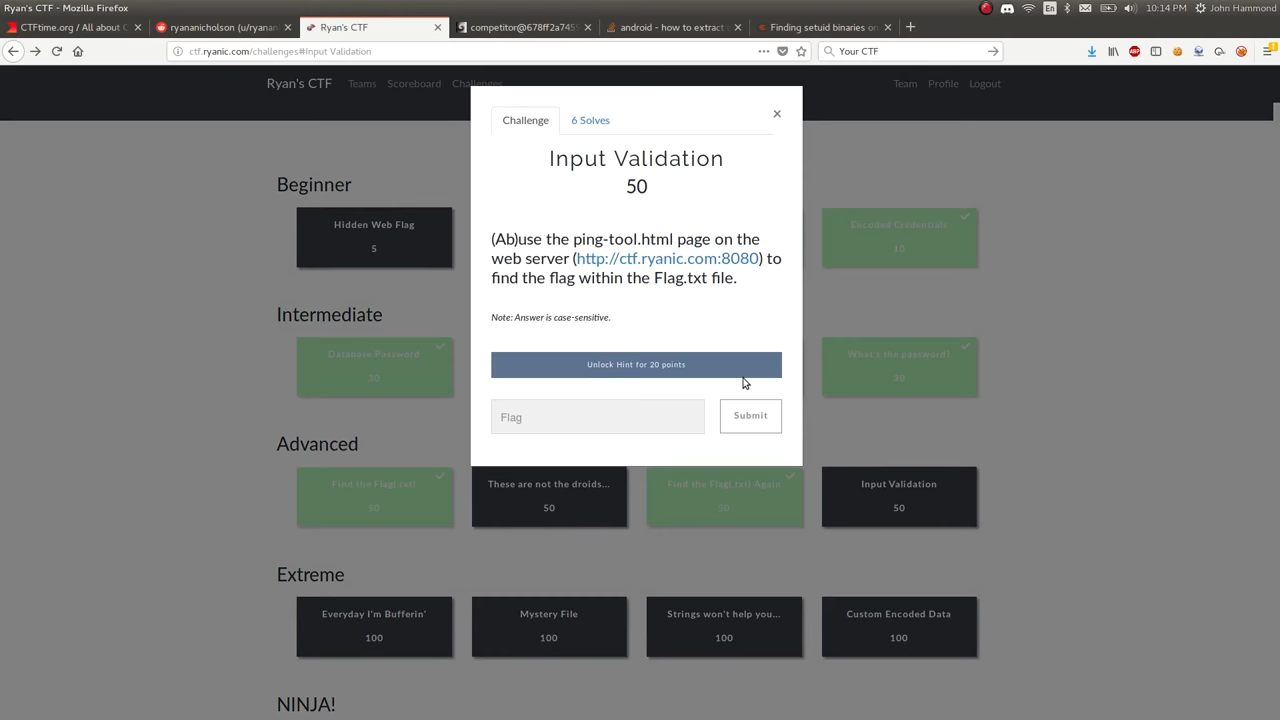 Ryan's CTF - Mozilla Firefox
En
10:14 PM
John Hammond
CTFtime.org / All about C
ryananicholson (u/ryanan
Ryan's CTF
competitor@678ff2a7455
android - how to extract a
Finding setuid binaries on
ctf.ryanic.com/challenges#Input Validation
Your CTF
Ryan's CTF
Teams
Scoreboard
Challenges
Team
Profile
Logout
Challenge
6 Solves
×
Input Validation
50
(Ab)use the ping-tool.html page on the
web server (http://ctf.ryanic.com:8080) to
find the flag within the Flag.txt file.
Note: Answer is case-sensitive.
Unlock Hint for 20 points
Flag
Submit
Beginner
Hidden Web Flag
5
Encoded Credentials
10
Intermediate
Database Password
30
What's the password?
30
Advanced
Find the Flag!.txt!
50
These are not the droids...
50
Find the Flag!.txt! Again
30
Input Validation
50
Extreme
Everyday I'm Bufferin'
100
Mystery File
100
Strings won't help you...
100
Custom Encoded Data
100
NINJA!